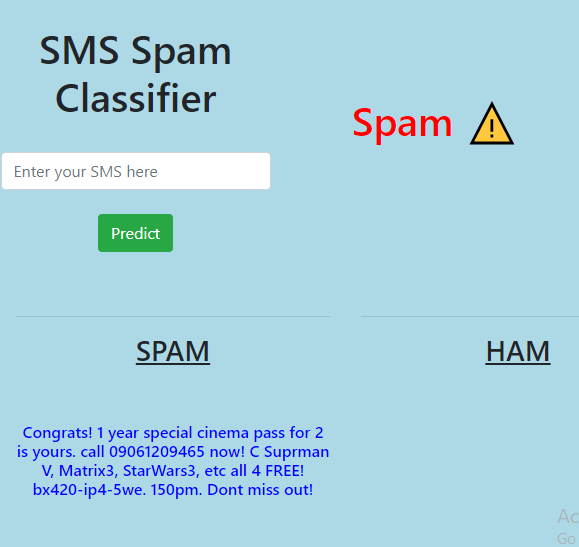 SMS Spam
Classifier
Spam
Enter your SMS here
Predict
SPAM
HAM
Congrats! 1 year special cinema pass for 2
is yours. call 09061209465 now! C Suprman
V, Matrix3, StarWars3, etc all 4 FREE!
bx420-ip4-5we. 150pm. Dont miss out!
Ac
Go